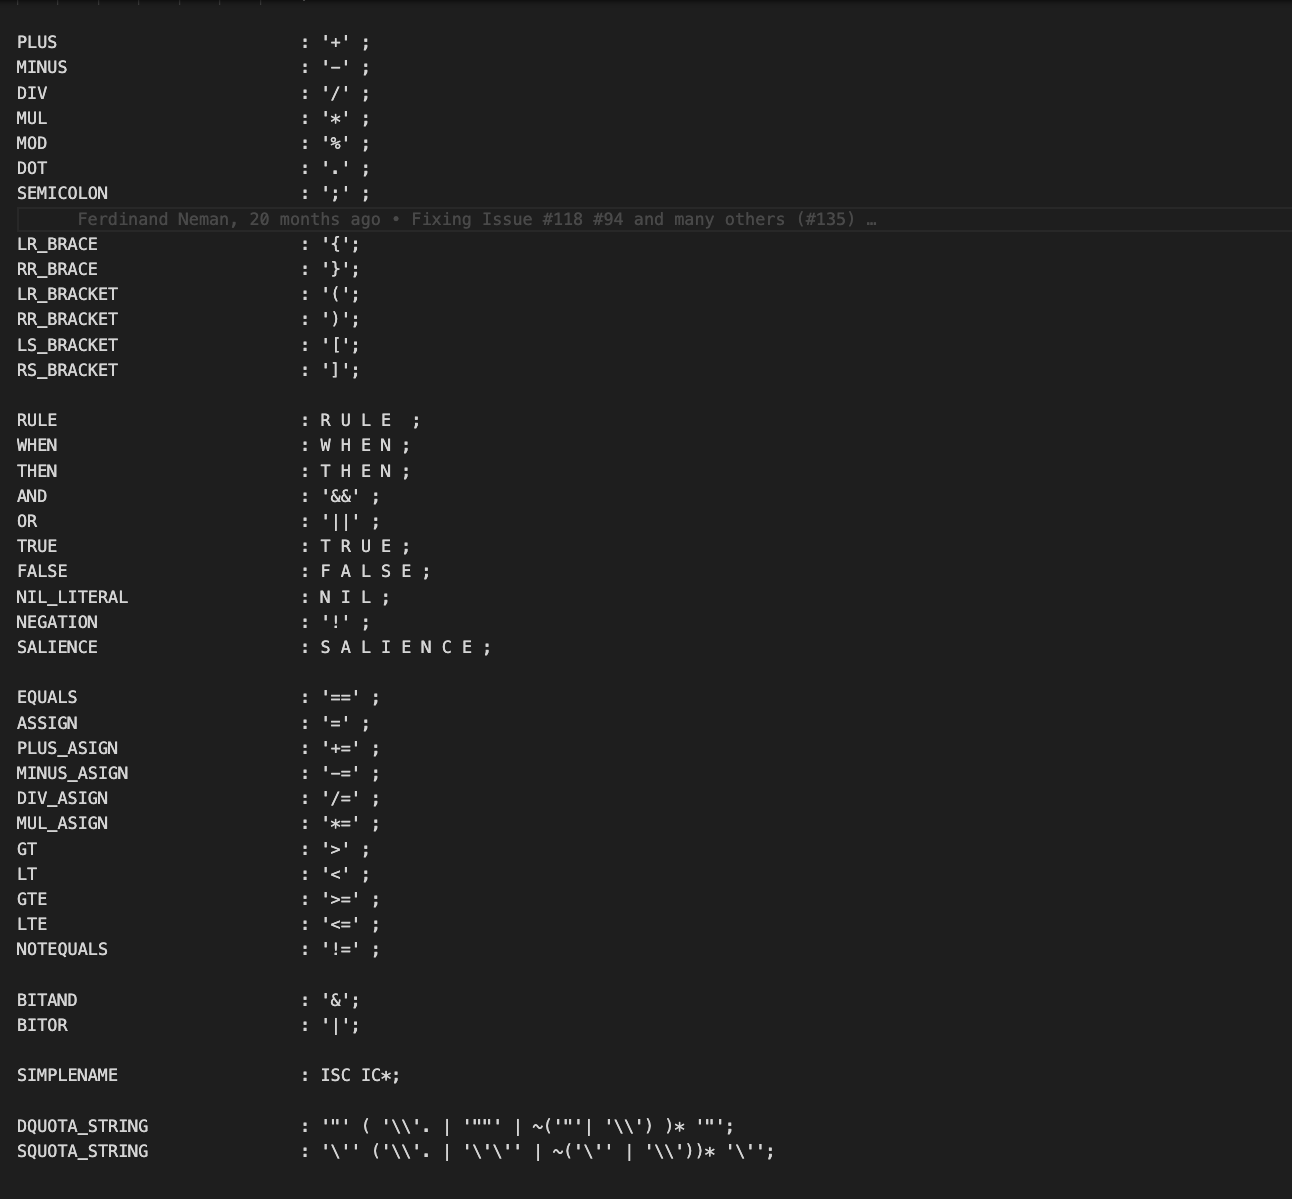 PLUS : '+' ;
MINUS : '-' ;
DIV : '/' ;
MUL : '*' ;
MOD : '%' ;
DOT : '.' ;
SEMICOLON : ';' ;
Ferdinand Neman, 20 months ago • Fixing Issue #118 #94 and many others (#135) …
LR_BRACE : '{';
RR_BRACE : '}';
LR_BRACKET : '(';
RR_BRACKET : ')';
LS_BRACKET : '[';
RS_BRACKET : ']';
RULE : R U L E  ;
WHEN : W H E N ;
THEN : T H E N ;
AND : '&&' ;
OR : '||' ;
TRUE : T R U E ;
FALSE : F A L S E ;
NIL_LITERAL : N I L ;
NEGATION : '!' ;
SALIENCE : S A L I E N C E ;
EQUALS : '==' ;
ASSIGN : '=' ;
PLUS_ASIGN : '+=' ;
MINUS_ASIGN : '-=' ;
DIV_ASIGN : '/=' ;
MUL_ASIGN : '*=' ;
GT : '>' ;
LT : '<' ;
GTE : '>=' ;
LTE : '<=' ;
NOTEQUALS : '!=' ;
BITAND : '&';
BITOR : '|';
SIMPLENAME : ISC IC*;
DQUOTA_STRING : '"' ( '\\'. | '""' | ~('"'| '\\') )* '"';
SQUOTA_STRING : '\'' ('\\'. | '\'\'' | ~('\'' | '\\'))* '\'';